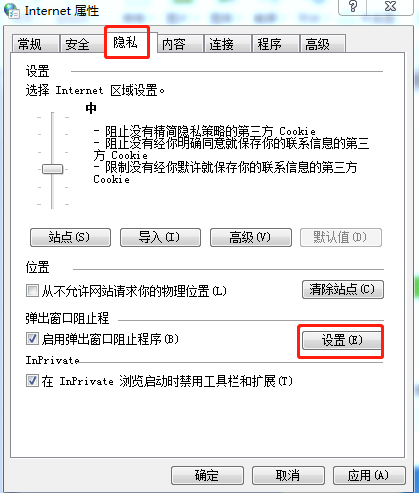 Internet 属性
常规 安全 隐私 内容 连接 程序 高级
设置
选择 Internet 区域设置。
中
- 阻止没有精简隐私策略的第三方 Cookie
- 阻止没有经你明确同意就保存你的联系信息的第三
方 Cookie
- 限制没有经你默许就保存你的联系信息的第三方
Cookie
站点(S) 导入(I) 高级(V) 默认值(D)
位置
从不允许网站请求你的物理位置(L) 清除站点(C)
弹出窗口阻止程
启用弹出窗口阻止程序(B) 设置(E)
InPrivate
在 InPrivate 浏览启动时禁用工具栏和扩展(T)
确定 取消 应用(A)